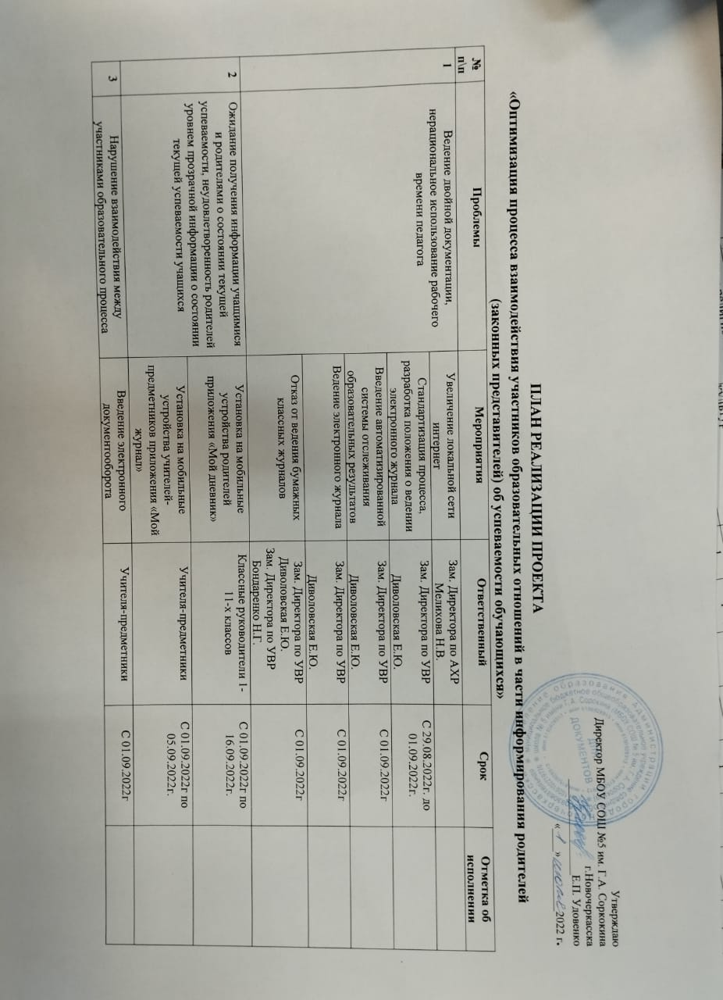 Утверждаю
Директор МБОУ СОШ №5 им. Г.А. Соркокина
г.Новочеркасска
Е.П. Удовенко
« 1 » 2022 г.
ПЛАН РЕАЛИЗАЦИИ ПРОЕКТА
«Оптимизация процесса взаимодействия участников образовательных отношений в части информирования родителей
(законных представителей) об успеваемости обучающихся»
№
п\п
Проблемы
Мероприятия
Ответственный
Срок
Отметка об
исполнении
1
Ведение двойной документации,
нерациональное использование рабочего
времени педагога
Увеличение локальной сети
интернет
Зам. Директора по АХР
Мелихова Н.В.
Стандартизация процесса,
разработка положения о ведении
электронного журнала
Зам. Директора по УВР
Диволовская Е.Ю.
С 29.08.2022г. до
01.09.2022г.
Введение автоматизированной
системы отслеживания
образовательных результатов
Зам. Директора по УВР
Диволовская Е.Ю.
С 01.09.2022г
Ведение электронного журнала
Зам. Директора по УВР
Диволовская Е.Ю.
С 01.09.2022г
Отказ от ведения бумажных
классных журналов
Зам. Директора по УВР
Диволовская Е.Ю.
Зам. Директора по УВР
Бондаренко Н.Г.
С 01.09.2022г
2
Ожидание получения информации учащимися
и родителями о состоянии текущей
успеваемости, неудовлетворенность родителей
уровнем прозрачной информации о состоянии
текущей успеваемости учащихся
Установка на мобильные
устройства родителей
приложения «Мой дневник»
Классные руководители 1-
11-х классов
С 01.09.2022г по
16.09.2022г.
Установка на мобильные
устройства учителей-
предметников приложения «Мой
журнал»
Учителя-предметники
С 01.09.2022г по
05.09.2022г.
3
Нарушение взаимодействия между
участниками образовательного процесса
Введение электронного
документооборота
Учителя-предметники
С 01.09.2022г